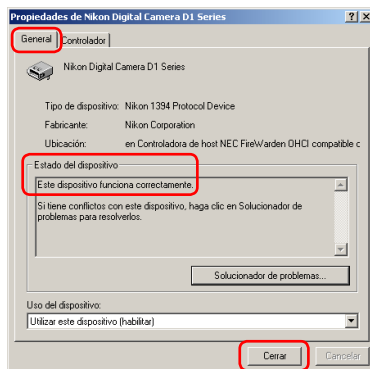 Propiedades de Nikon Digital Camera D1 Series
General Controlador
Nikon Digital Camera D1 Series
Tipo de dispositivo: Nikon 1394 Protocol Device
Fabricante: Nikon Corporation
Ubicación: en Controladora de host NEC FireWarden OHCI compatible c
Estado del dispositivo
Este dispositivo funciona correctamente.
Si tiene conflictos con este dispositivo, haga clic en Solucionador de
problemas para resolverlos.
Solucionador de problemas...
Uso del dispositivo:
Utilizar este dispositivo (habilitar)
Cerrar Cancelar